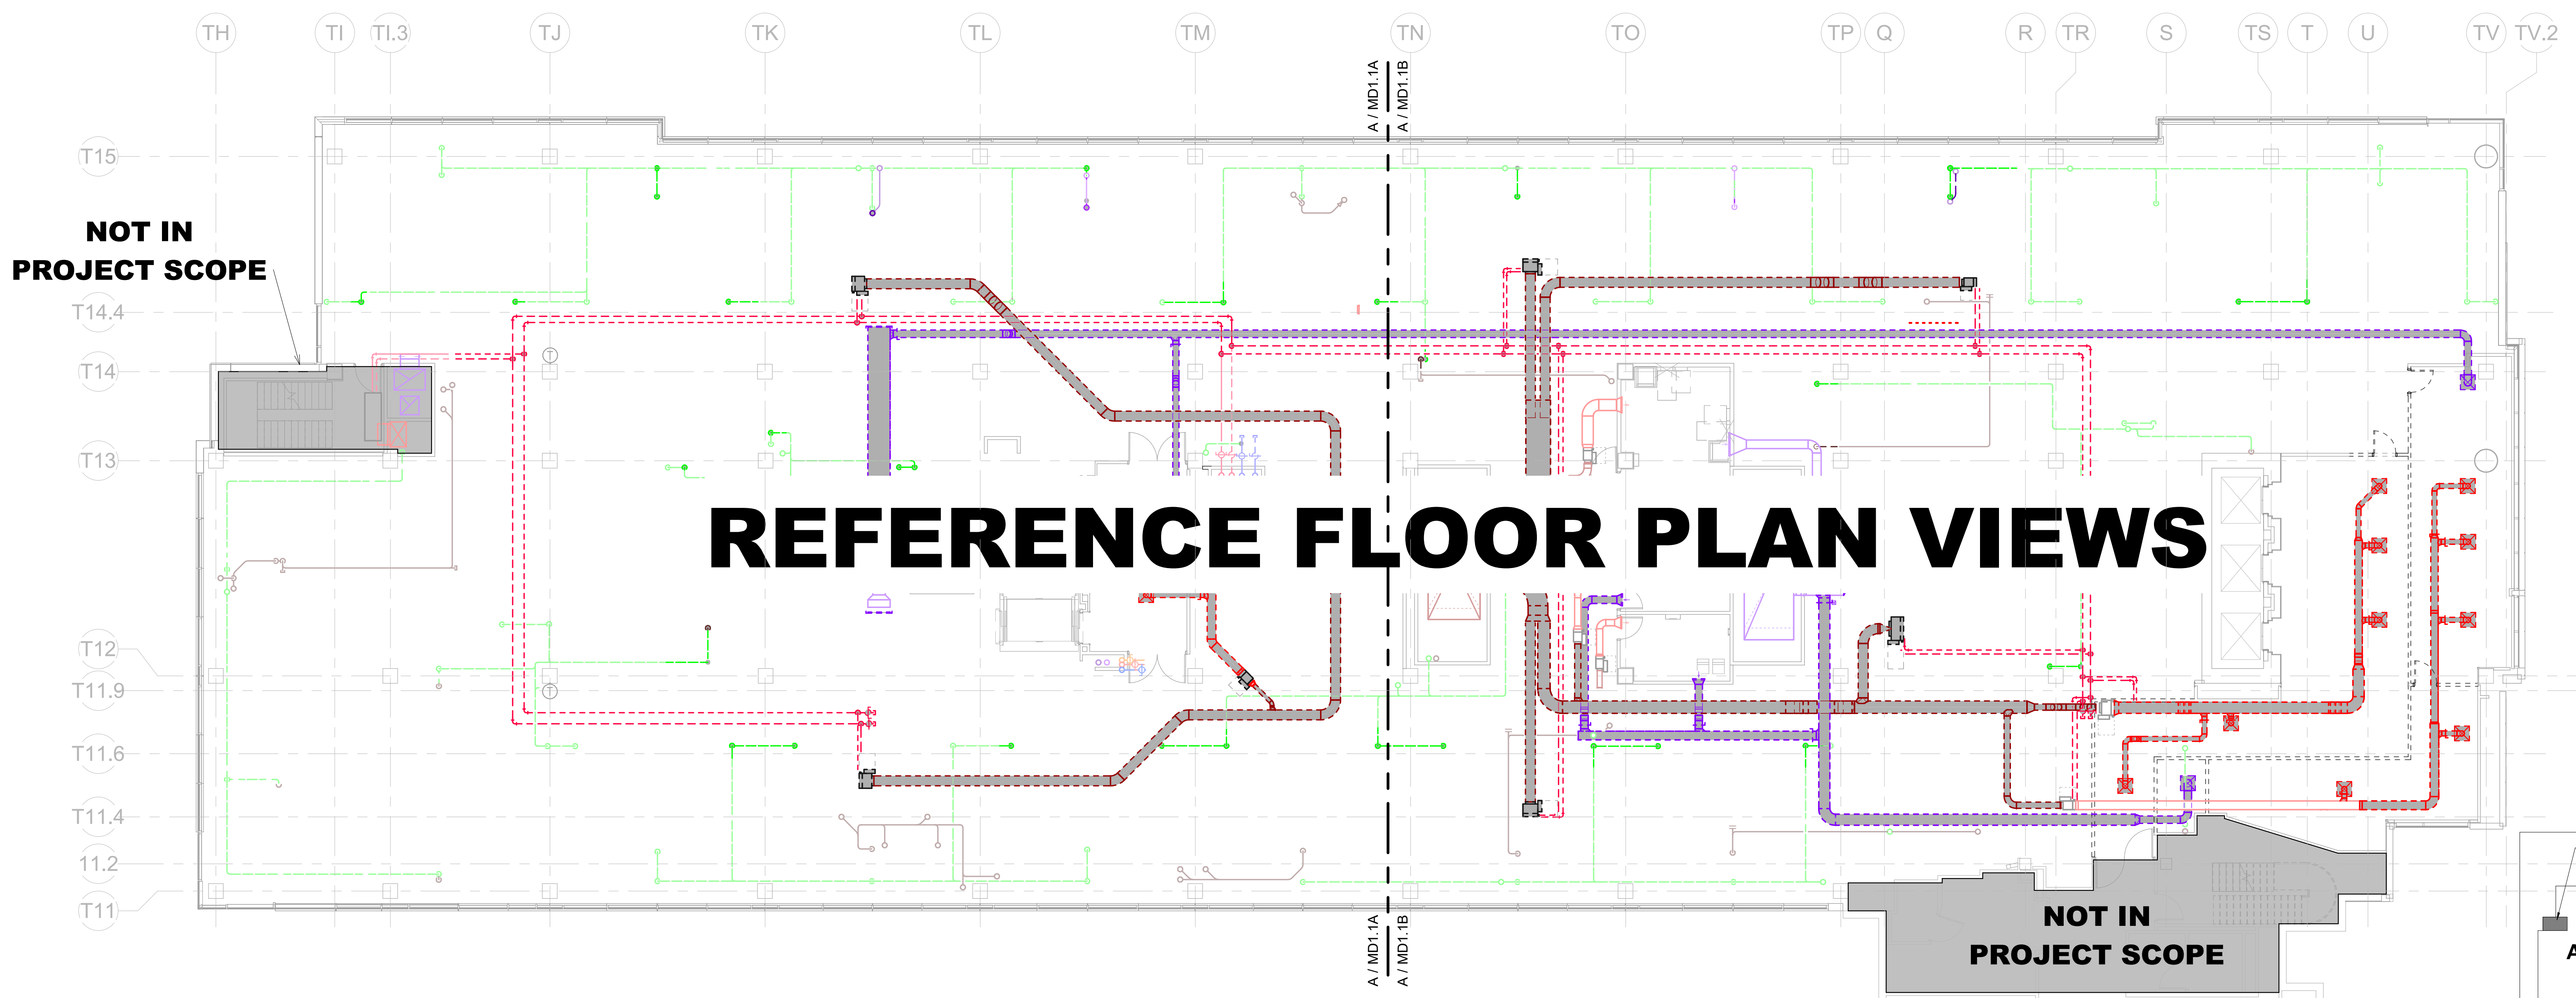 TH TI TI.3 TJ TK TL TM TN TO TP Q R TR S TS T U TV TV.2
A / MD1.1A
A / MD1.1B
T15
NOT IN
PROJECT SCOPE
T14.4
T14
T
T13
REFERENCE FLOOR PLAN VIEWS
T12
T11.9
T
T11.6
T11.4
11.2
T11
A / MD1.1A
A / MD1.1B
NOT IN
PROJECT SCOPE
A